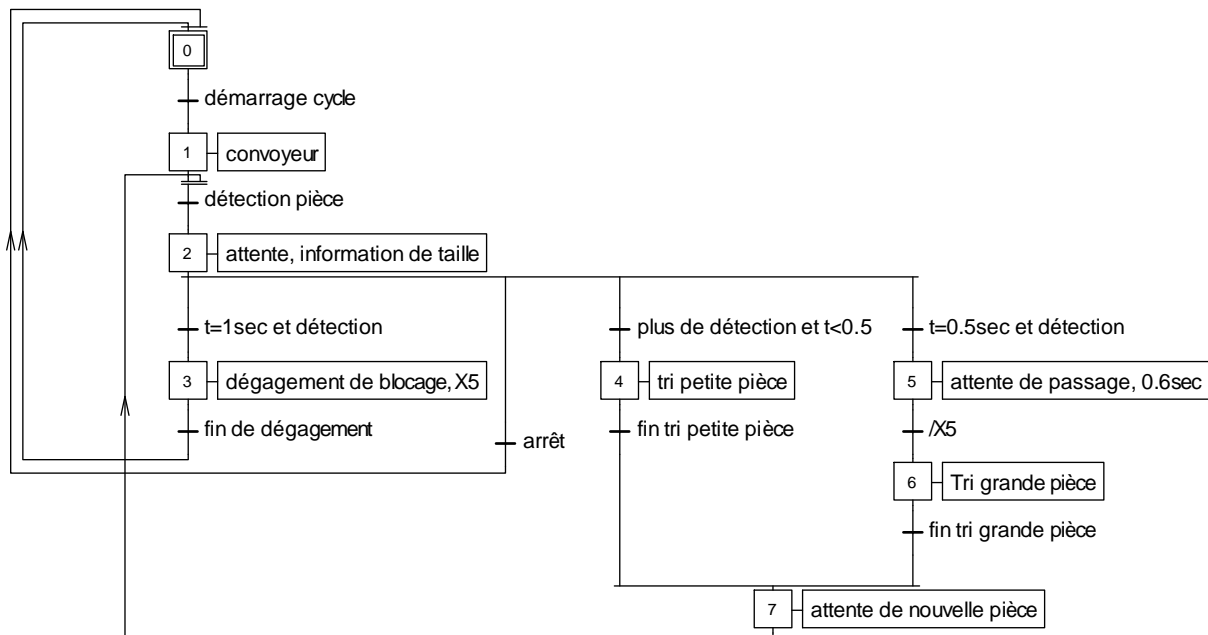 0
démarrage cycle
1 convoyeur
détection pièce
2 attente, information de taille
t=1sec et détection
plus de détection et t<0.5
t=0.5sec et détection
3 dégagement de blocage, X5
4 tri petite pièce
5 attente de passage, 0.6sec
fin de dégagement
arrêt
fin tri petite pièce
/X5
6 Tri grande pièce
fin tri grande pièce
7 attente de nouvelle pièce